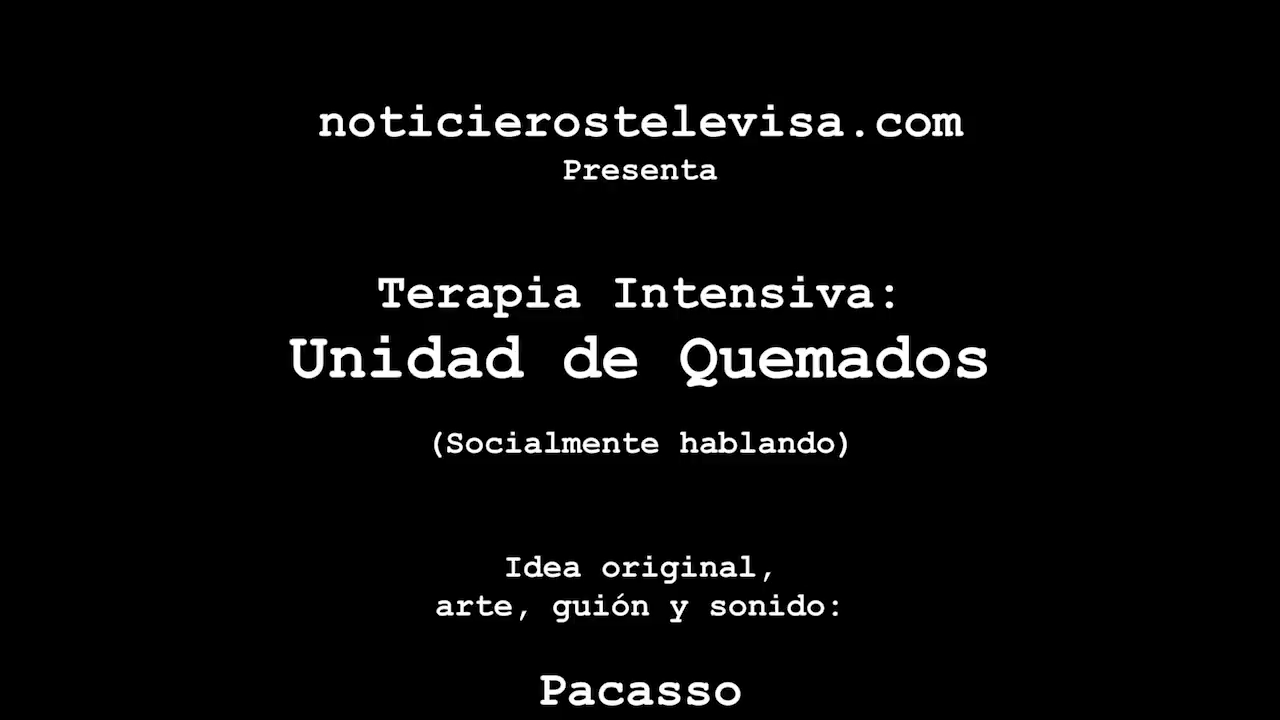 noticierostelevisa.com
Presenta
Terapia Intensiva:
Unidad de Quemados
(Socialmente hablando)
Idea original,
arte, guión y sonido:
Pacasso